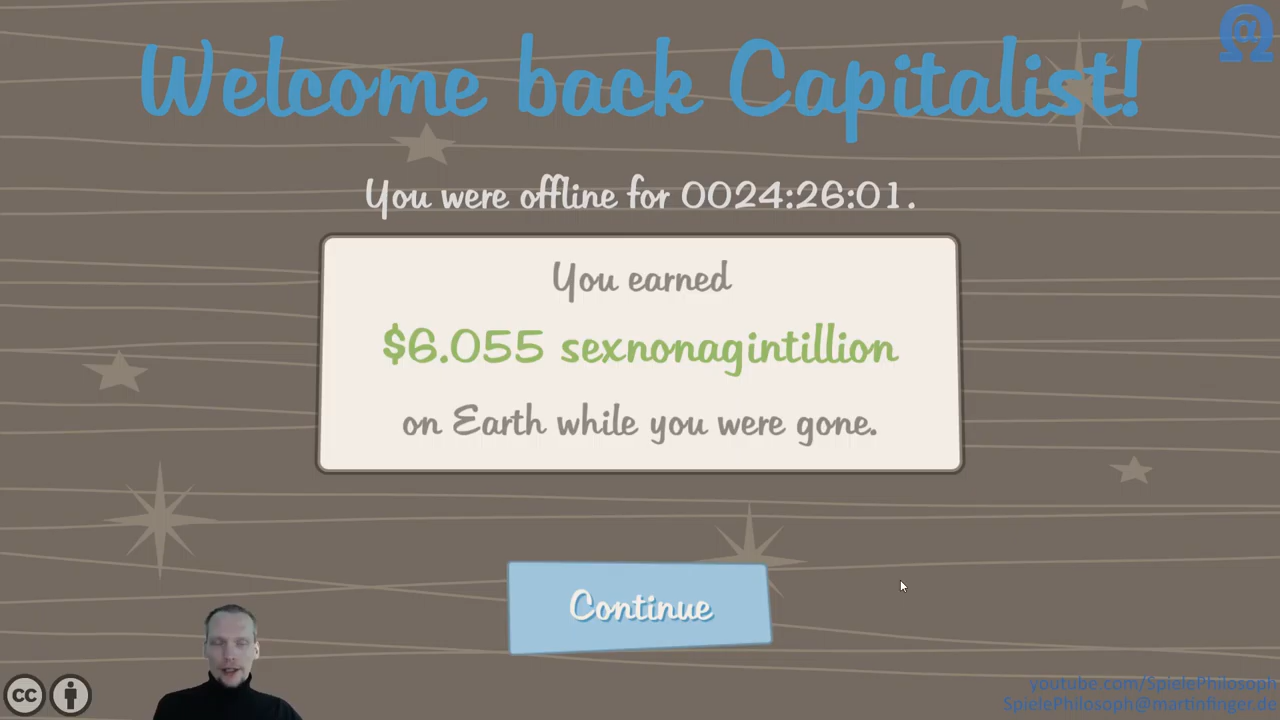 Welcome back Capitalist!
You were offline for 0024:26:01.
You earned
$6.055 sexnonagintillion
on Earth while you were gone.
Continue
cc
youtube.com/SpielePhilosoph
SpielePhilosoph@martinfinger.de